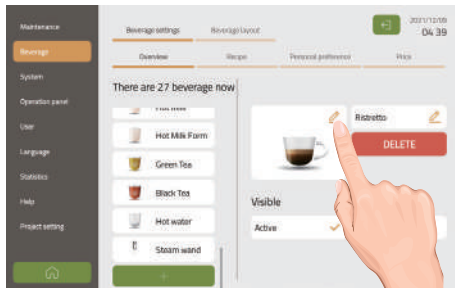 Maintenance
Beverage
System
Operation panel
User
Language
Statistics
Help
Project setting
Beverage settings
Beverage layout
2021/12/08
04 39
Overview
Recipe
Personal preference
Price
There are 27 beverage now
Hot Milk Form
Green Tea
Black Tea
Hot water
Steam wand
+
Ristretto
DELETE
Visible
Active